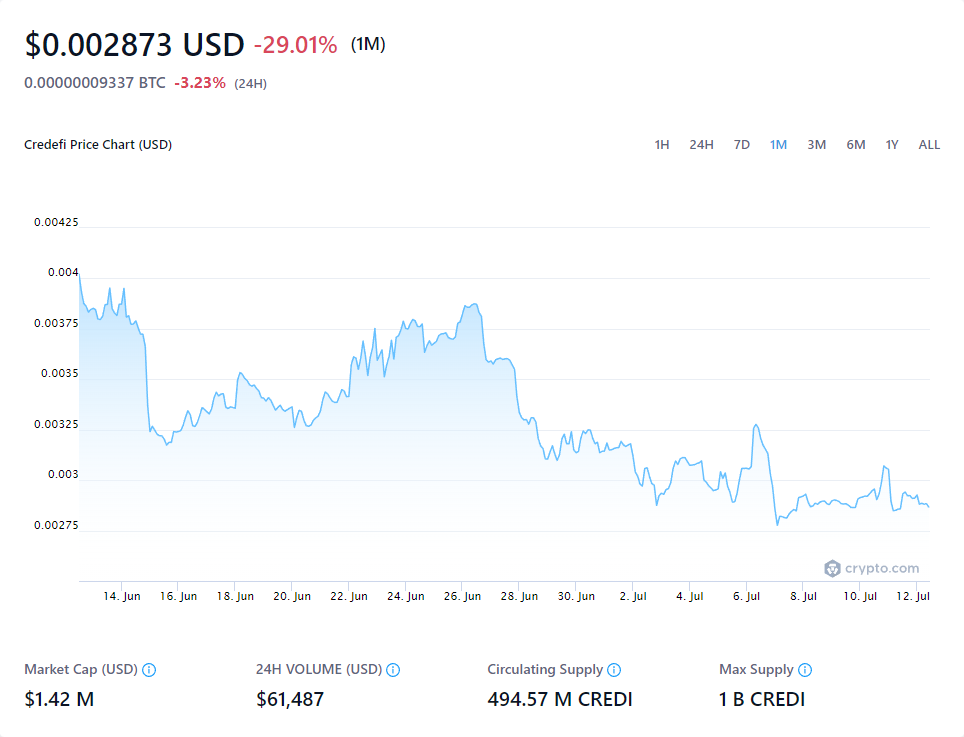 $0.002873 USD -29.01% (1M)
0.00000009337 BTC -3.23% (24H)
Credefi Price Chart (USD) 1H 24H 7D 1M 3M 6M 1Y ALL
0.00425
0.004
0.00375
0.0035
0.00325
0.003
0.00275
crypto.com
14. Jun 16. Jun 18. Jun 20. Jun 22. Jun 24. Jun 26. Jun 28. Jun 30. Jun 2. Jul 4. Jul 6. Jul 8. Jul 10. Jul 12. Jul
Market Cap (USD) 24H VOLUME (USD) Circulating Supply Max Supply
$1.42 M $61,487 494.57 M CREDI 1 B CREDI